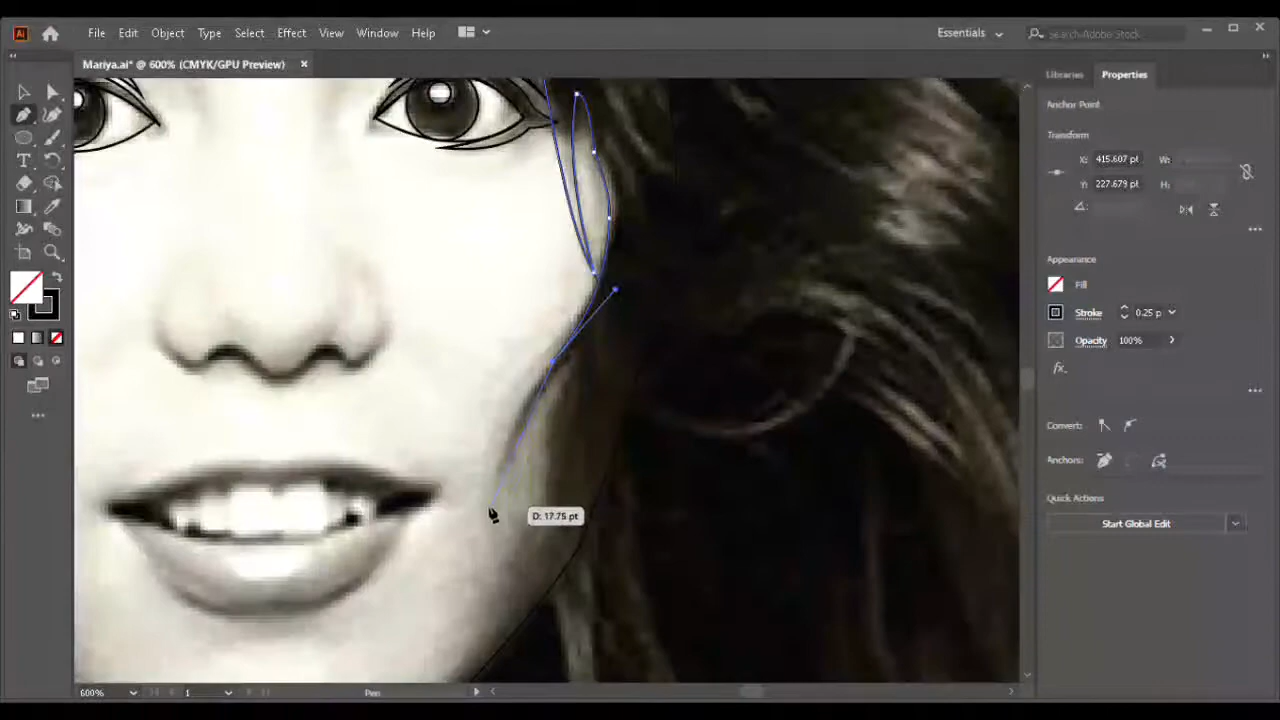 Ai File Edit Object Type Select Effect View Window Help Essentials Search Adobe Stock
Mariya.ai* @ 600% (CMYK/GPU Preview) ×
Libraries Properties
Anchor Point
Transform
X: 415.607 pt W:
Y: 227.679 pt H:
Appearance
Fill
Stroke 0.25 p
Opacity 100%
fx.
Convert:
Anchors:
Quick Actions
Start Global Edit
D: 17.75 pt
600% 1 Pen